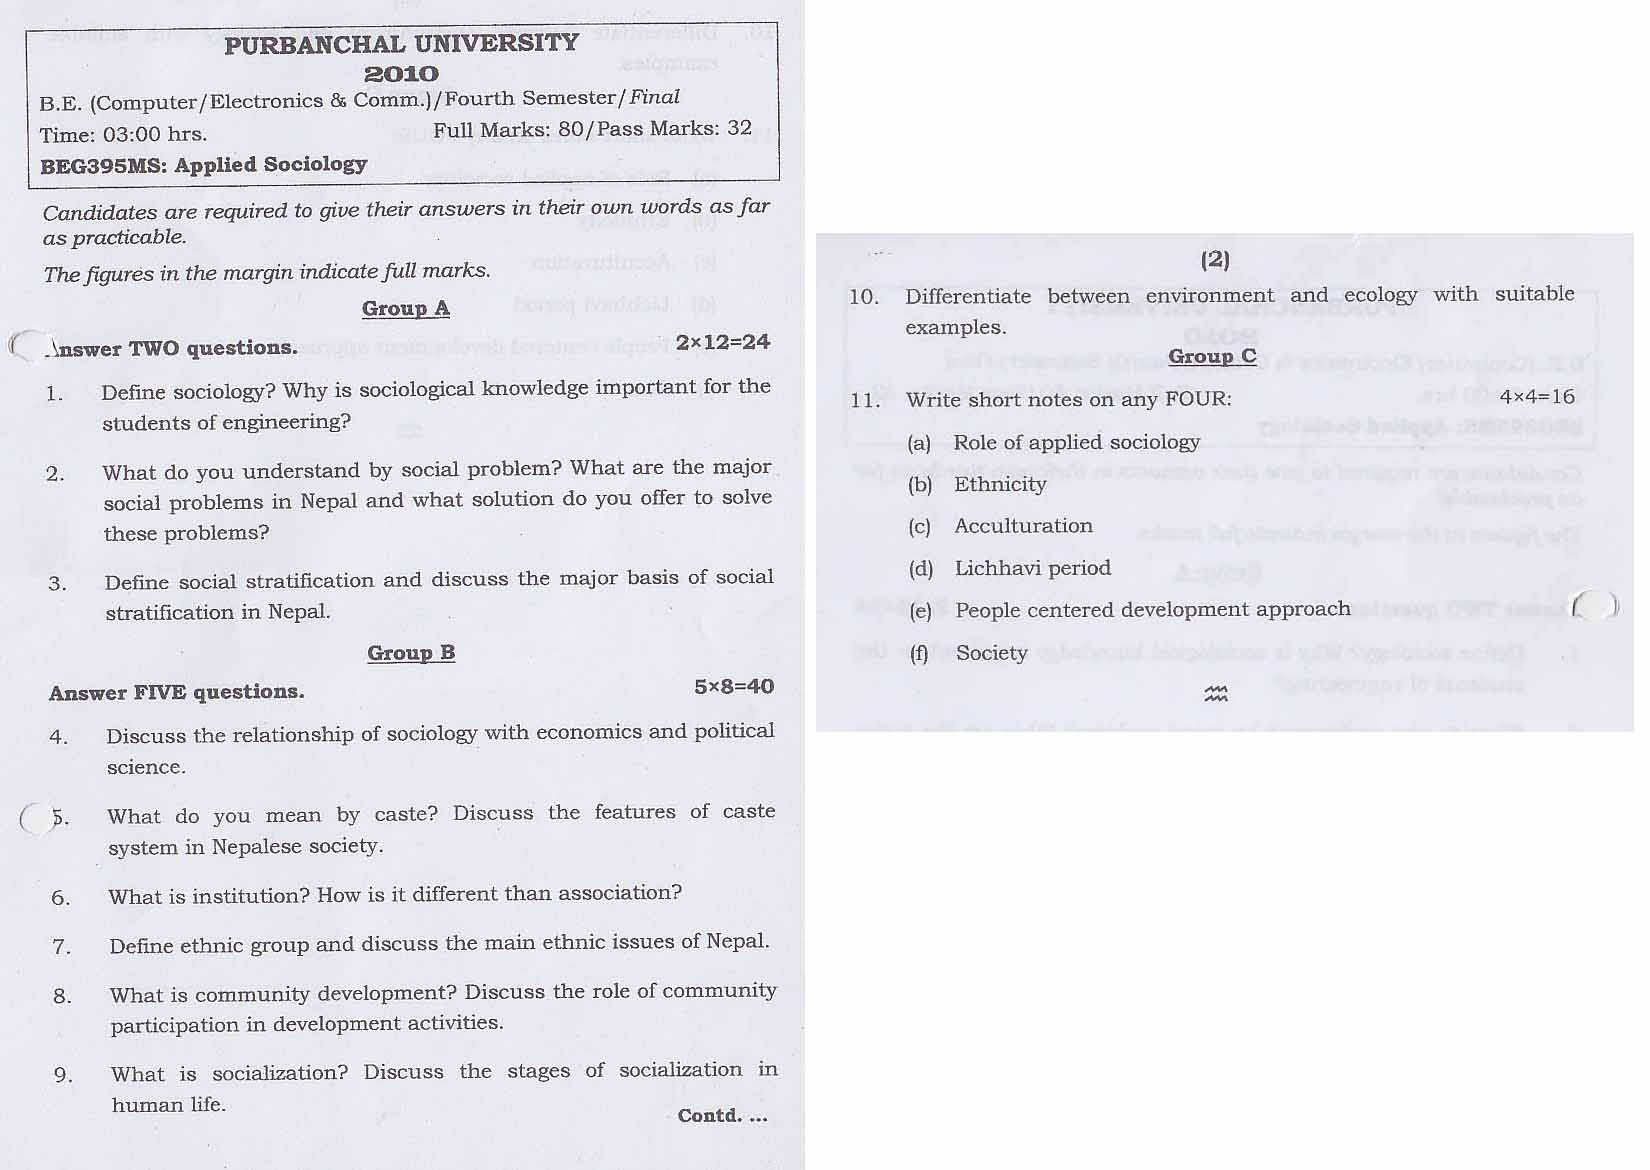 PURBANCHAL UNIVERSITY
2010
B.E. (Computer/Electronics & Comm.)/Fourth Semester/Final
Time: 03:00 hrs. Full Marks: 80/Pass Marks: 32
BEG395MS: Applied Sociology
Candidates are required to give their answers in their own words as far
as practicable.
The figures in the margin indicate full marks.
Group A
Answer TWO questions. 2×12=24
1. Define sociology? Why is sociological knowledge important for the
students of engineering?
2. What do you understand by social problem? What are the major
social problems in Nepal and what solution do you offer to solve
these problems?
3. Define social stratification and discuss the major basis of social
stratification in Nepal.
Group B
Answer FIVE questions. 5×8=40
4. Discuss the relationship of sociology with economics and political
science.
5. What do you mean by caste? Discuss the features of caste
system in Nepalese society.
6. What is institution? How is it different than association?
7. Define ethnic group and discuss the main ethnic issues of Nepal.
8. What is community development? Discuss the role of community
participation in development activities.
9. What is socialization? Discuss the stages of socialization in
human life.
Contd. ...
(2)
10. Differentiate between environment and ecology with suitable
examples.
Group C
11. Write short notes on any FOUR: 4×4=16
(a) Role of applied sociology
(b) Ethnicity
(c) Acculturation
(d) Lichhavi period
(e) People centered development approach
(f) Society